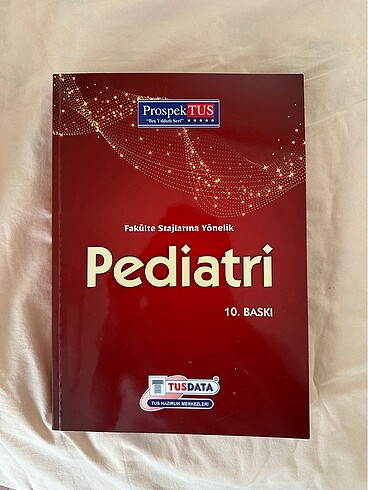 ProspekTUS
"Beş Yıldızlı Seri" ★★★★★
Fakülte Stajlarına Yönelik
Pediatri
10. BASKI
TUSDATA
TUS HAZIRLIK MERKEZLERİ